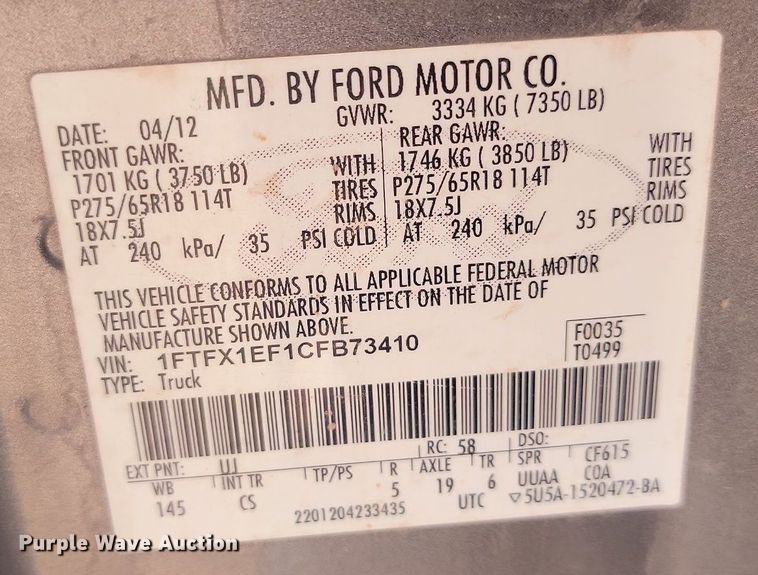 MFD. BY FORD MOTOR CO.
DATE: 04/12 GVWR: 3334 KG ( 7350 LB)
FRONT GAWR: REAR GAWR:
1701 KG ( 3750 LB) WITH 1746 KG ( 3850 LB) WITH
P275/65R18 114T TIRES P275/65R18 114T TIRES
18X7.5J RIMS 18X7.5J RIMS
AT 240 kPa/ 35 PSI COLD AT 240 kPa/ 35 PSI COLD
THIS VEHICLE CONFORMS TO ALL APPLICABLE FEDERAL MOTOR
VEHICLE SAFETY STANDARDS IN EFFECT ON THE DATE OF
MANUFACTURE SHOWN ABOVE.
VIN: 1FTFX1EF1CFB73410 F0035
TYPE: Truck T0499
EXT PNT: UJ RC: 58 DSO:
WB INT TR TP/PS R AXLE TR SPR CF615
145 CS 5 19 6 UUAA COA
2201204233435 UTC ▽5U5A-1520472-BA
Purple Wave Auction